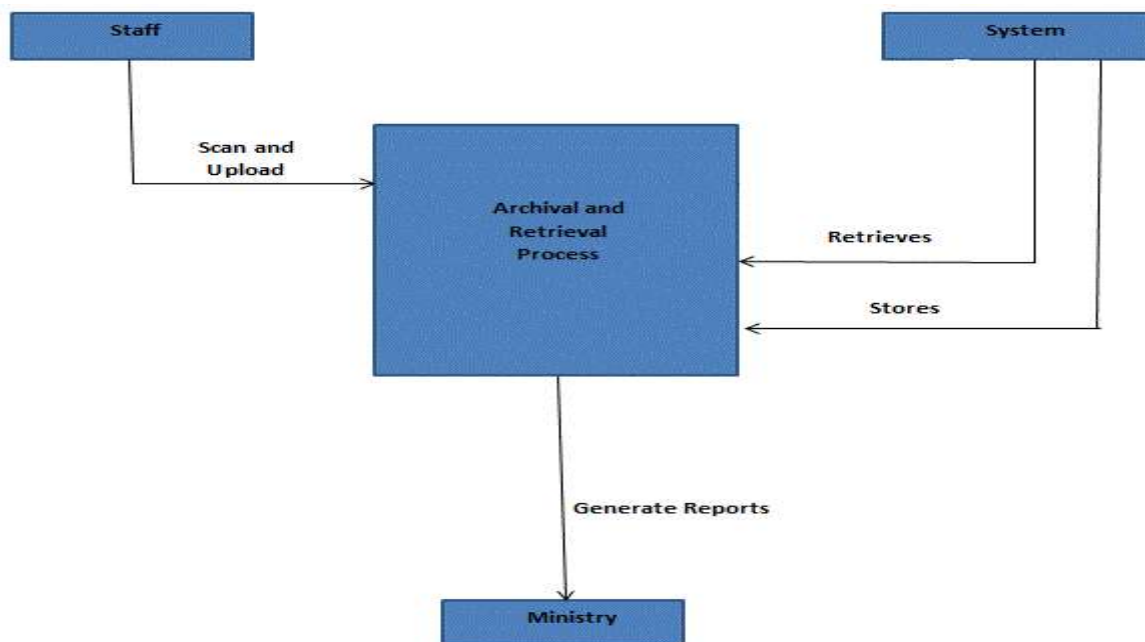 Staff
System
Scan and
Upload
Archival and
Retrieval
Process
Retrieves
Stores
Generate Reports
Ministry